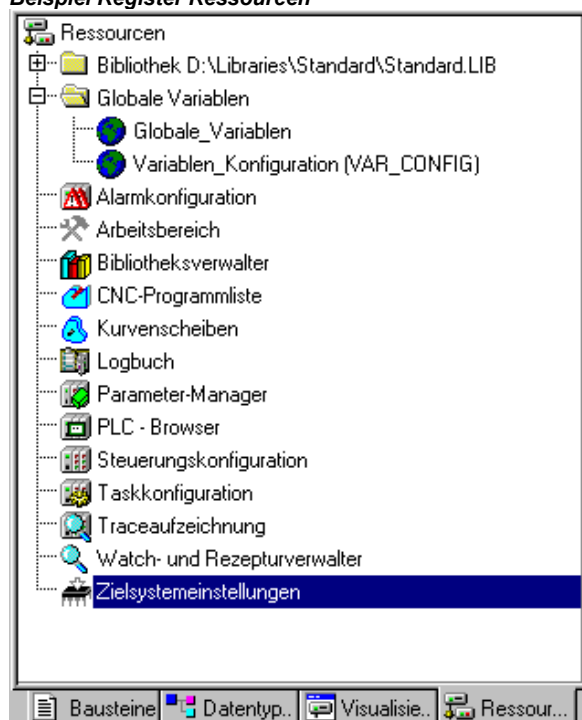 Beispiel Register Ressourcen
Ressourcen
Bibliothek D:\Libraries\Standard\Standard.LIB
Globale Variablen
Globale_Variablen
Variablen_Konfiguration (VAR_CONFIG)
Alarmkonfiguration
Arbeitsbereich
Bibliotheksverwalter
CNC-Programmliste
Kurvenscheiben
Logbuch
Parameter-Manager
PLC - Browser
Steuerungskonfiguration
Taskkonfiguration
Traceaufzeichnung
Watch- und Rezepturverwalter
Zielsystemeinstellungen
Bausteine Datentyp.. Visualisie.. Ressour...